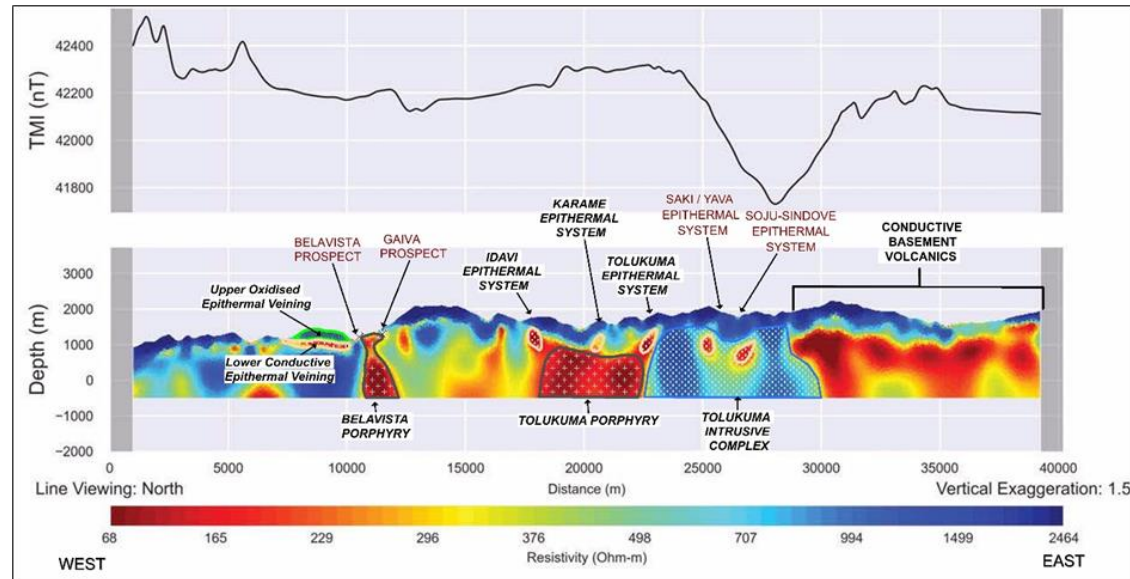 TMI (nT)
42400
42200
42000
41800
KARAME
EPITHERMAL
SYSTEM
SAKI / YAVA
EPITHERMAL
SYSTEM
SOJU-SINDOVE
EPITHERMAL
SYSTEM
CONDUCTIVE
BASEMENT
VOLCANICS
BELAVISTA
PROSPECT
GAIVA
PROSPECT
IDAVI
EPITHERMAL
SYSTEM
TOLUKUMA
EPITHERMAL
SYSTEM
Upper Oxidised
Epithermal Veining
Lower Conductive
Epithermal Veining
Depth (m)
3000
2000
1000
0
−1000
−2000
BELAVISTA
PORPHYRY
TOLUKUMA PORPHYRY
TOLUKUMA
INTRUSIVE
COMPLEX
0 5000 10000 15000 20000 25000 30000 35000 40000
Line Viewing: North Distance (m) Vertical Exaggeration: 1.5
68 165 229 296 376 498 707 994 1499 2464
Resistivity (Ohm-m)
WEST EAST